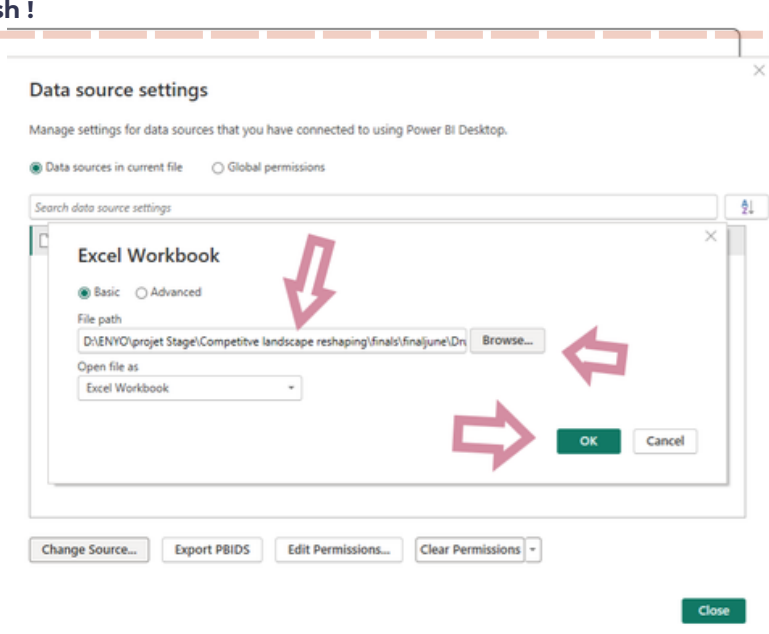 sh !
Data source settings
Manage settings for data sources that you have connected to using Power BI Desktop.
Data sources in current file Global permissions
Search data source settings
Excel Workbook
Basic Advanced
File path
D:\ENYO\projet Stage\Competitve landscape reshaping\finals\finaljune\Dn Browse...
Open file as
Excel Workbook
OK Cancel
Change Source... Export PBIDS Edit Permissions... Clear Permissions
Close